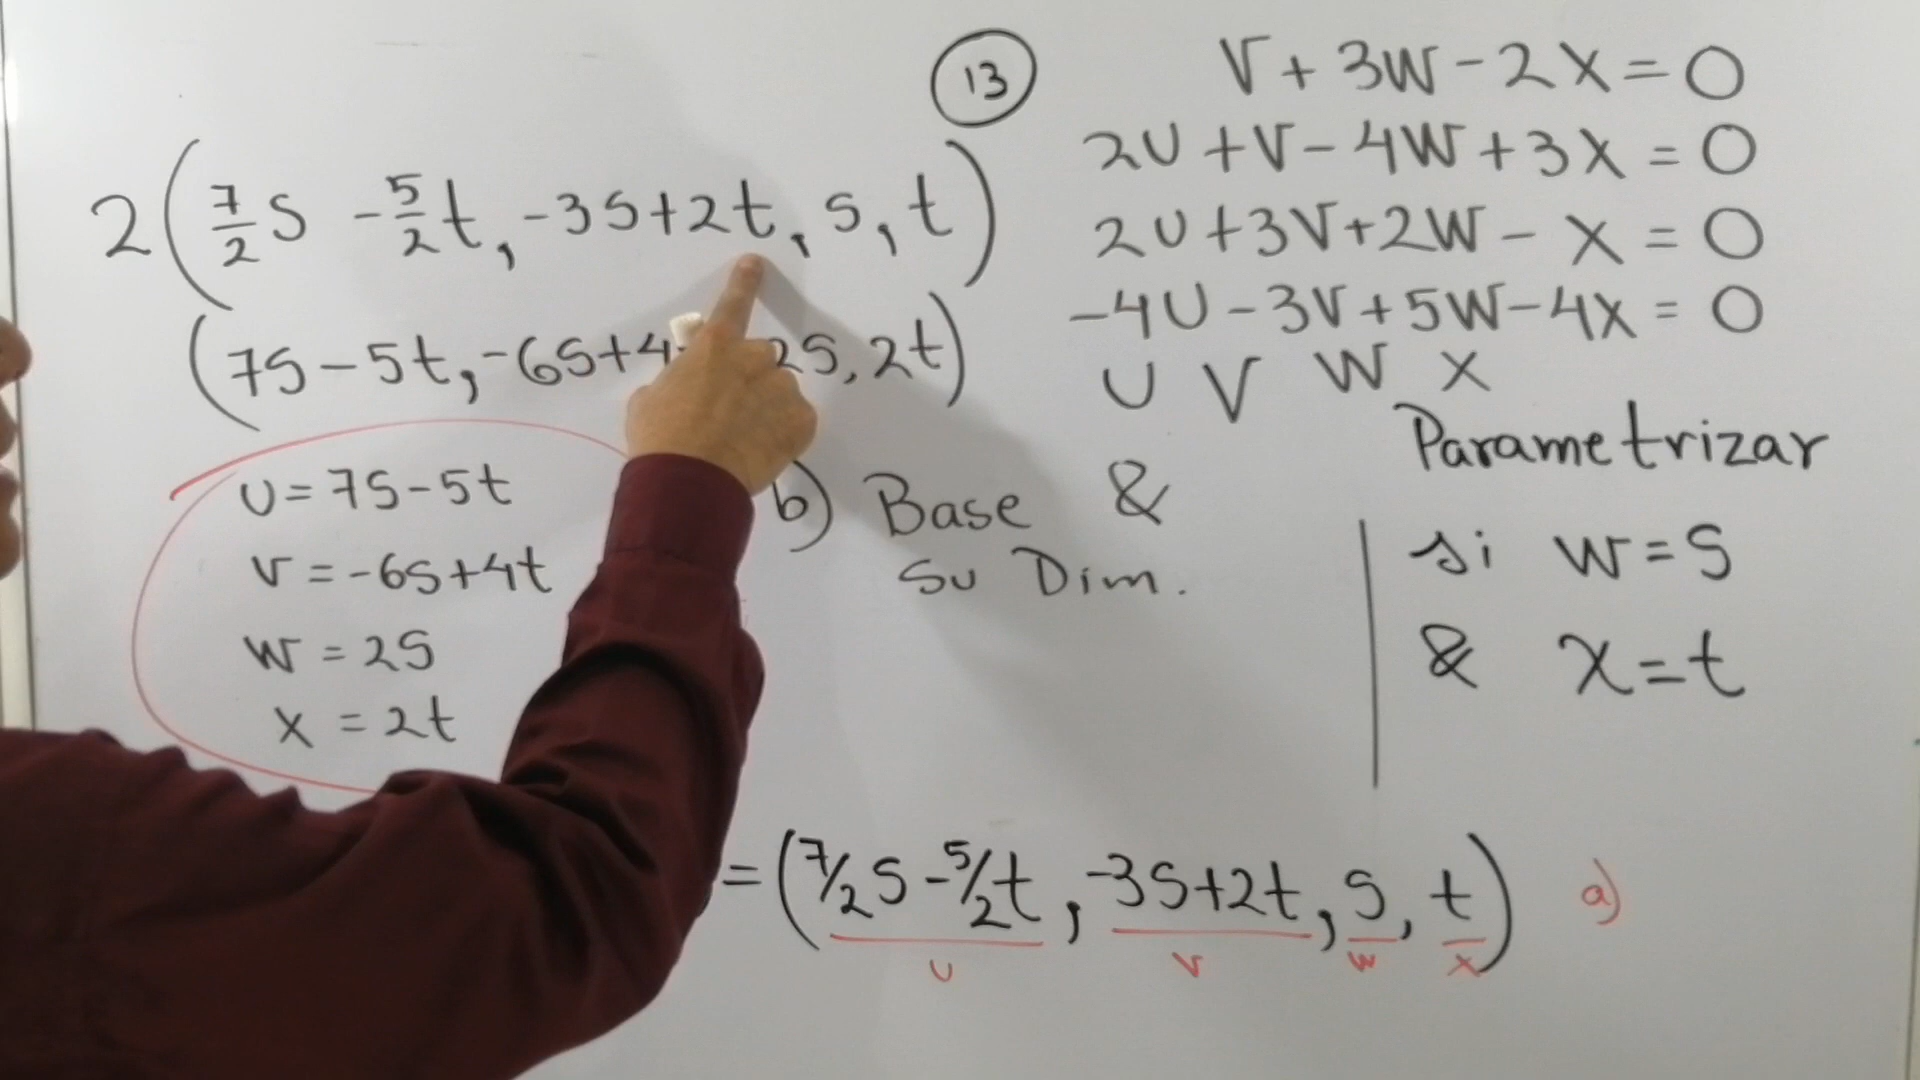 13
V + 3W - 2X = 0
2U + V - 4W + 3X = 0
2U + 3V + 2W - X = 0
-4U - 3V + 5W - 4X = 0
U V W X
Parametrizar
si W = S
& X = t
2(7/2 S - 5/2 t, -3S + 2t, S, t)
(7S - 5t, -6S + 4 2S, 2t)
U = 7S - 5t
V = -6S + 4t
W = 2S
X = 2t
b) Base &
Su Dim.
= (7/2 S - 5/2 t, -3S + 2t, S, t) a)
U V W X